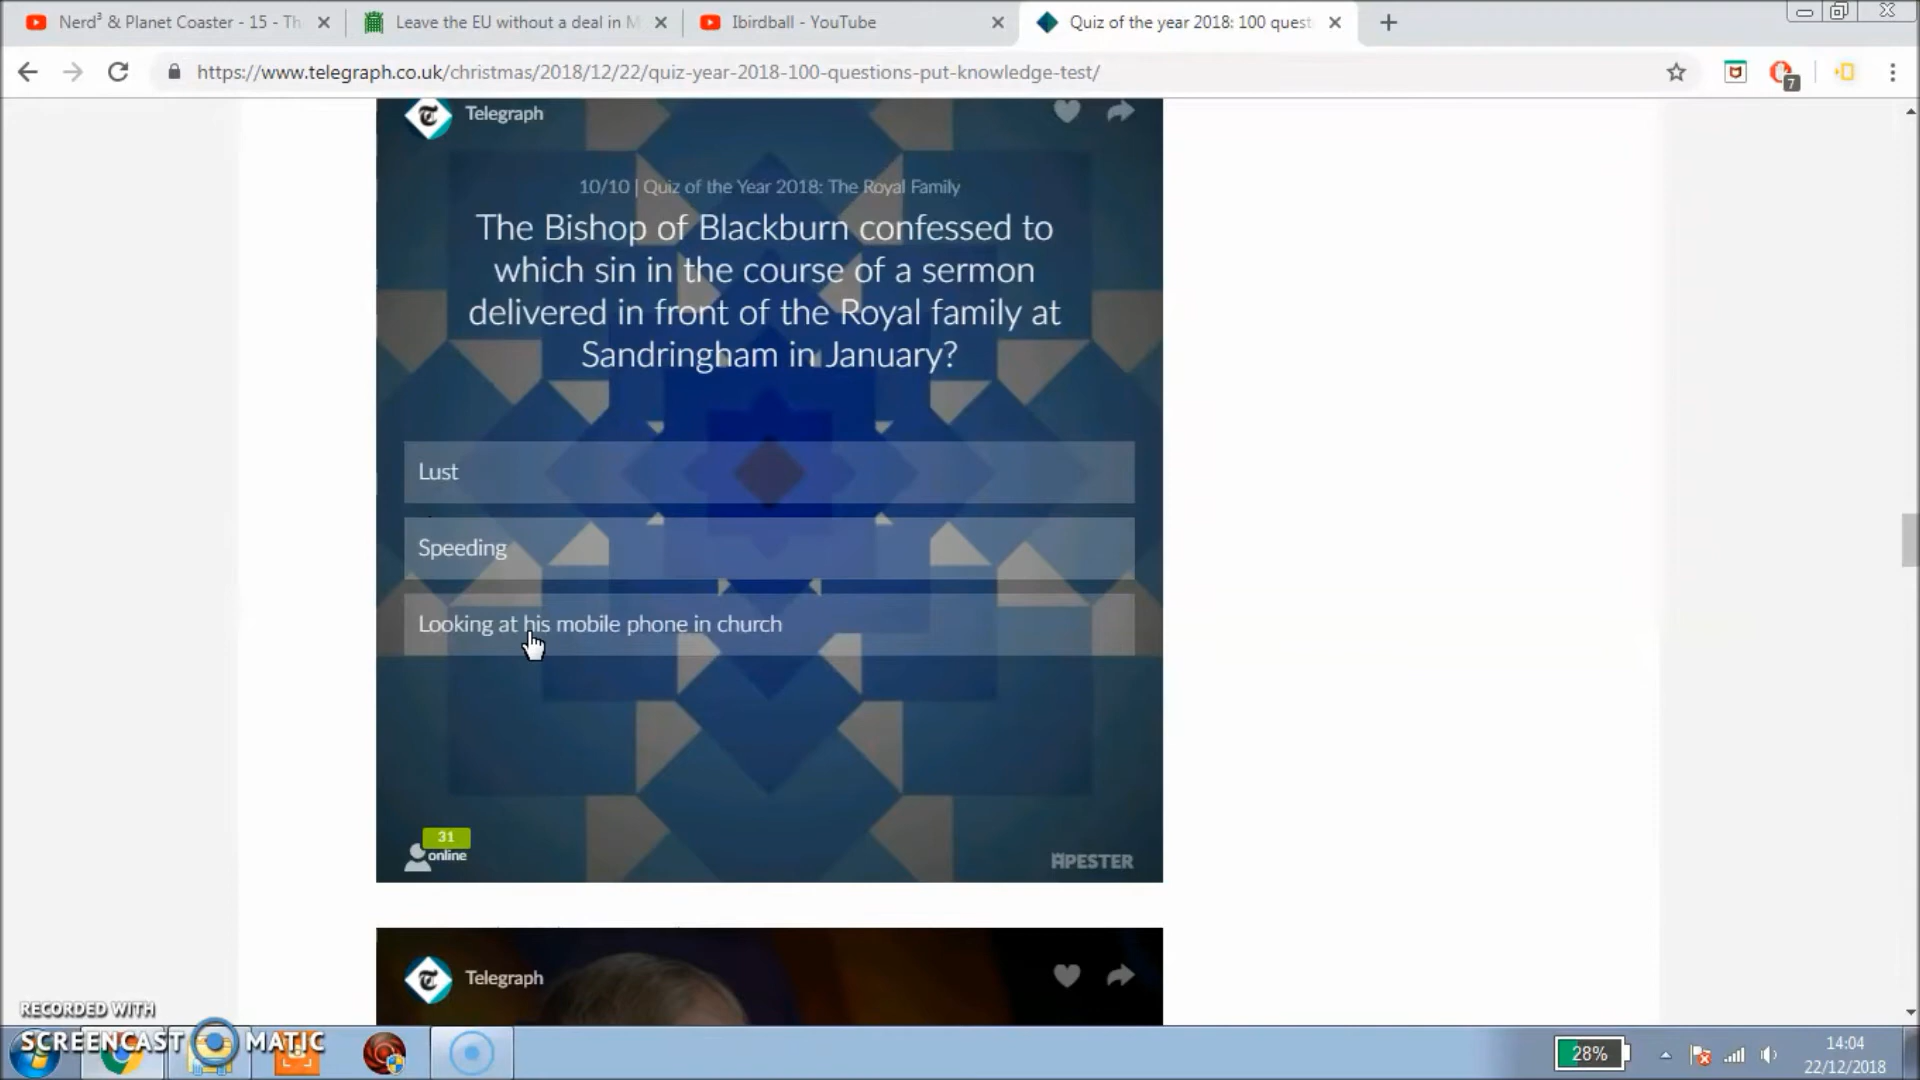 Nerd³ & Planet Coaster - 15 - Th
Leave the EU without a deal in M
Ibirdball - YouTube
Quiz of the year 2018: 100 quest
https://www.telegraph.co.uk/christmas/2018/12/22/quiz-year-2018-100-questions-put-knowledge-test/
7
Telegraph
10/10 | Quiz of the Year 2018: The Royal Family
The Bishop of Blackburn confessed to
which sin in the course of a sermon
delivered in front of the Royal family at
Sandringham in January?
Lust
Speeding
Looking at his mobile phone in church
31
online
APESTER
Telegraph
RECORDED WITH
SCREENCAST MATIC
28%
14:04
22/12/2018